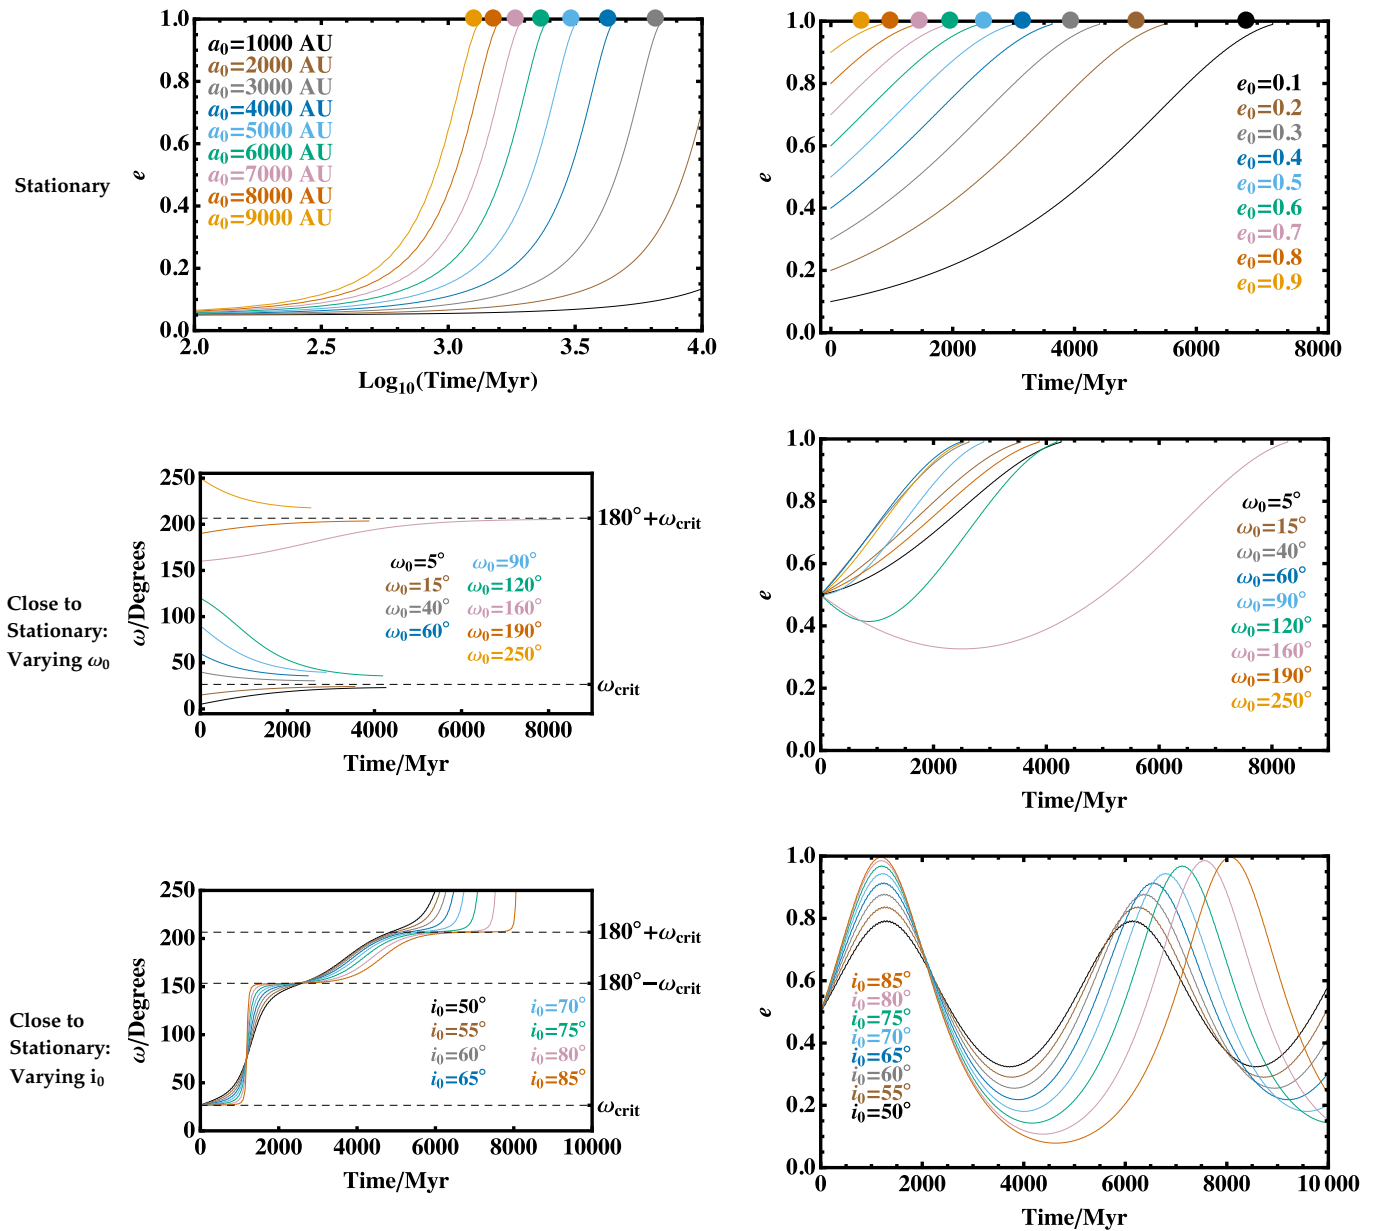 1.0
0.8
0.6
0.4
0.2
0.0
e
a₀=1000 AU
a₀=2000 AU
a₀=3000 AU
a₀=4000 AU
a₀=5000 AU
a₀=6000 AU
a₀=7000 AU
a₀=8000 AU
a₀=9000 AU
Stationary
2.0 2.5 3.0 3.5 4.0
Log₁₀(Time/Myr)
1.0
0.8
0.6
0.4
0.2
0.0
e
e₀=0.1
e₀=0.2
e₀=0.3
e₀=0.4
e₀=0.5
e₀=0.6
e₀=0.7
e₀=0.8
e₀=0.9
0 2000 4000 6000 8000
Time/Myr
Close to
Stationary:
Varying ω₀
250
200
150
100
50
0
ω/Degrees
180°+ω_crit
ω_crit
ω₀=5°
ω₀=15°
ω₀=40°
ω₀=60°
ω₀=90°
ω₀=120°
ω₀=160°
ω₀=190°
ω₀=250°
0 2000 4000 6000 8000
Time/Myr
1.0
0.8
0.6
0.4
0.2
0.0
e
ω₀=5°
ω₀=15°
ω₀=40°
ω₀=60°
ω₀=90°
ω₀=120°
ω₀=160°
ω₀=190°
ω₀=250°
0 2000 4000 6000 8000
Time/Myr
Close to
Stationary:
Varying i₀
250
200
150
100
50
0
ω/Degrees
180°+ω_crit
180°−ω_crit
ω_crit
i₀=50°
i₀=55°
i₀=60°
i₀=65°
i₀=70°
i₀=75°
i₀=80°
i₀=85°
0 2000 4000 6000 8000 10000
Time/Myr
1.0
0.8
0.6
0.4
0.2
0.0
e
i₀=85°
i₀=80°
i₀=75°
i₀=70°
i₀=65°
i₀=60°
i₀=55°
i₀=50°
0 2000 4000 6000 8000 10 000
Time/Myr